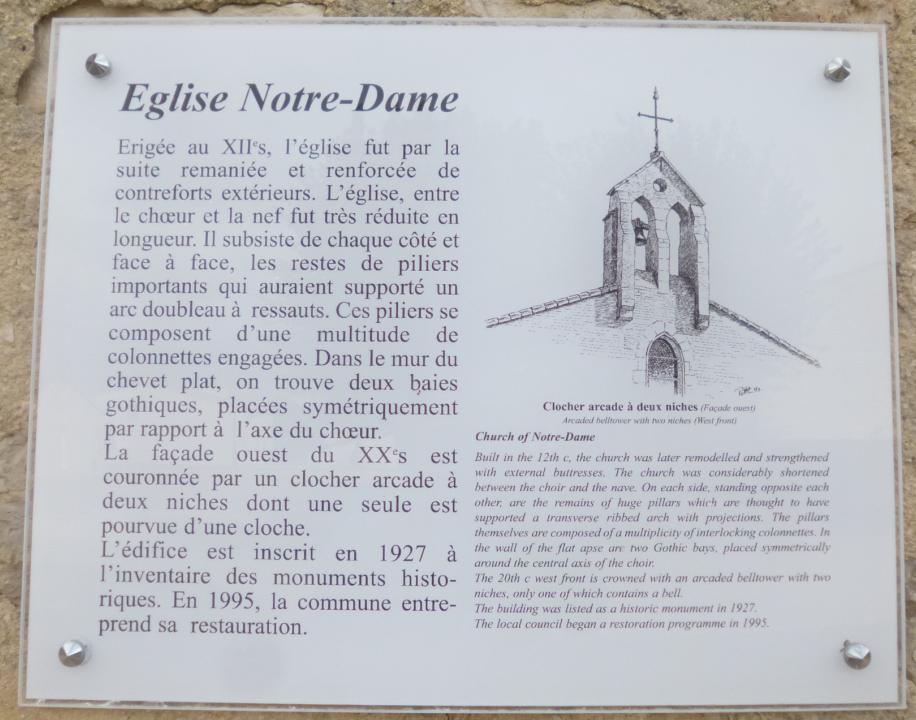 Eglise Notre-Dame
Erigée au XIIᵉs, l'église fut par la
suite remaniée et renforcée de
contreforts extérieurs. L'église, entre
le chœur et la nef fut très réduite en
longueur. Il subsiste de chaque côté et
face à face, les restes de piliers
importants qui auraient supporté un
arc doubleau à ressauts. Ces piliers se
composent d'une multitude de
colonnettes engagées. Dans le mur du
chevet plat, on trouve deux baies
gothiques, placées symétriquement
par rapport à l'axe du chœur.
La façade ouest du XXᵉs est
couronnée par un clocher arcade à
deux niches dont une seule est
pourvue d'une cloche.
L'édifice est inscrit en 1927 à
l'inventaire des monuments histo-
riques. En 1995, la commune entre-
prend sa restauration.
Clocher arcade à deux niches (Façade ouest)
Arcaded belltower with two niches (West front)
Church of Notre-Dame
Built in the 12th c, the church was later remodelled and strengthened
with external buttresses. The church was considerably shortened
between the choir and the nave. On each side, standing opposite each
other, are the remains of huge pillars which are thought to have
supported a transverse ribbed arch with projections. The pillars
themselves are composed of a multiplicity of interlocking colonnettes. In
the wall of the flat apse are two Gothic bays, placed symmetrically
around the central axis of the choir.
The 20th c west front is crowned with an arcaded belltower with two
niches, only one of which contains a bell.
The building was listed as a historic monument in 1927.
The local council began a restoration programme in 1995.